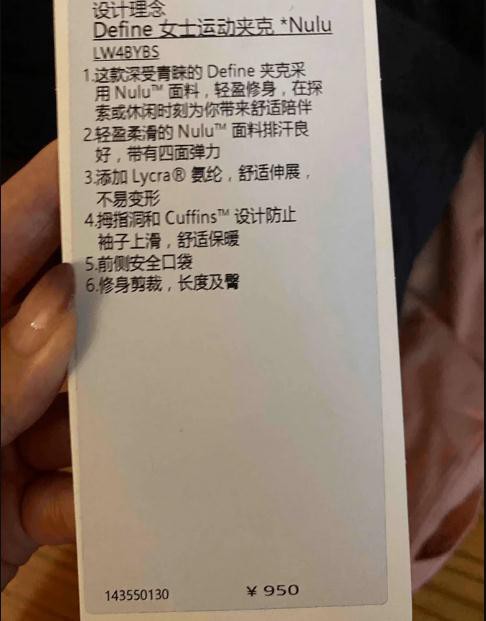 设计理念
Define 女士运动夹克 *Nulu
LW4BYBS
1.这款深受青睐的 Define 夹克采
用 Nulu™ 面料，轻盈修身，在探
索或休闲时刻为你带来舒适陪伴
2.轻盈柔滑的 Nulu™ 面料排汗良
好，带有四面弹力
3.添加 Lycra® 氨纶，舒适伸展，
不易变形
4.拇指洞和 Cuffins™ 设计防止
袖子上滑，舒适保暖
5.前侧安全口袋
6.修身剪裁，长度及臀
143550130 ¥ 950